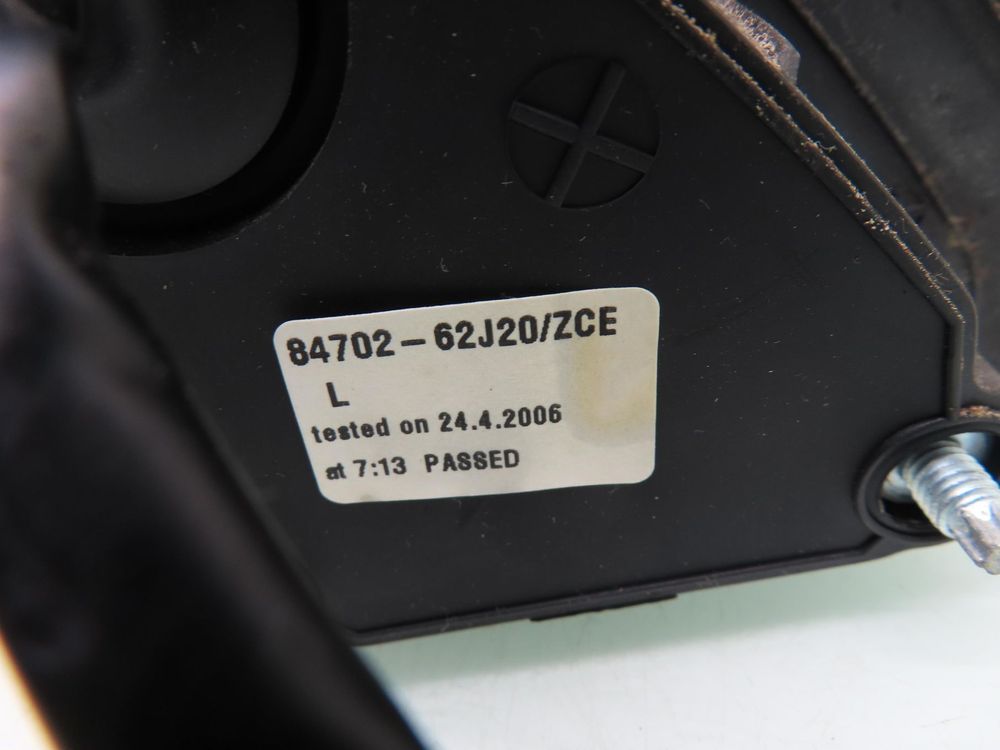 84702-62J20/ZCE
L
tested on 24.4.2006
at 7:13 PASSED